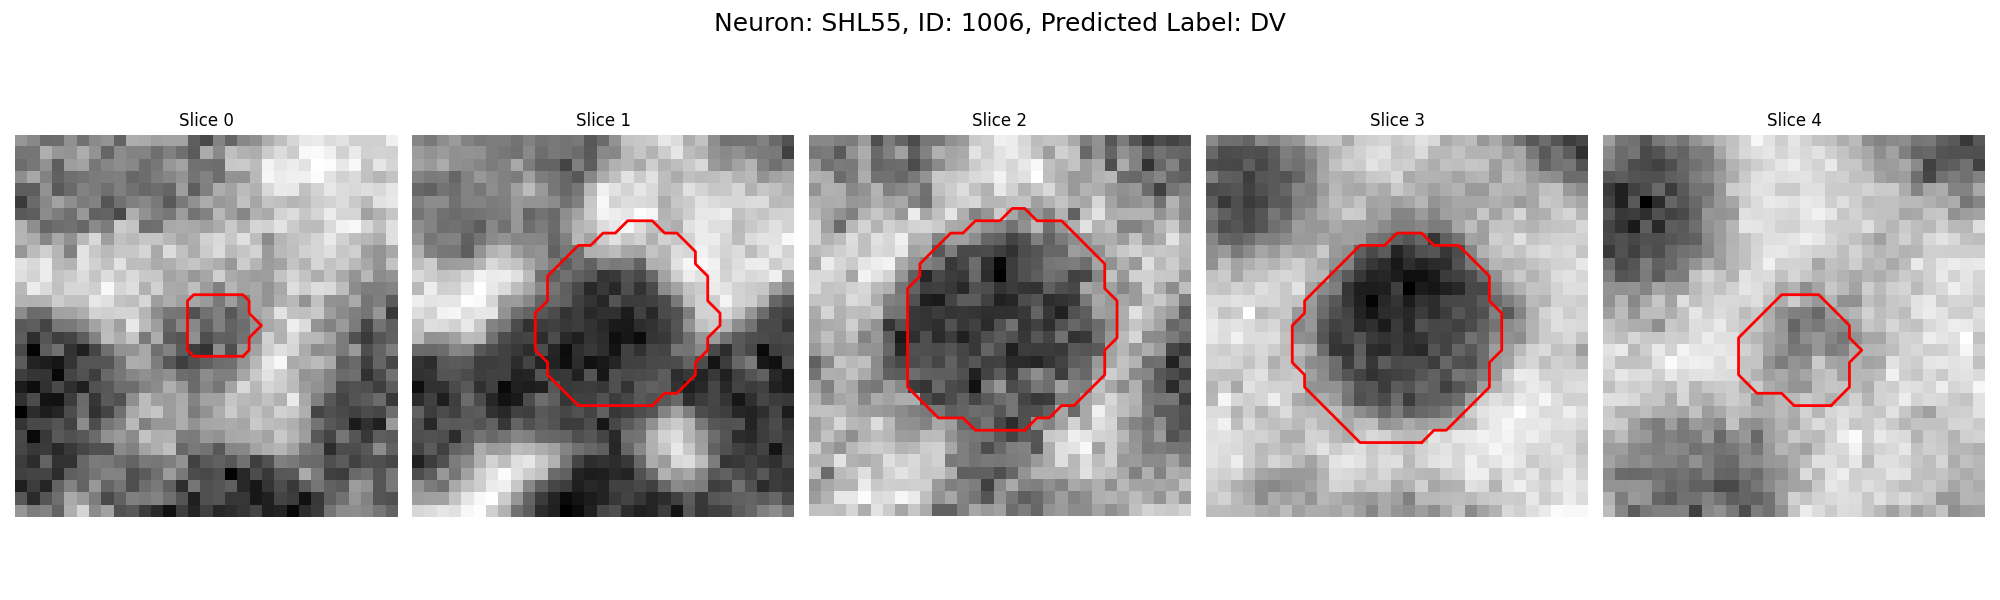 Neuron: SHL55, ID: 1006, Predicted Label: DV
Slice 0
Slice 1
Slice 2
Slice 3
Slice 4